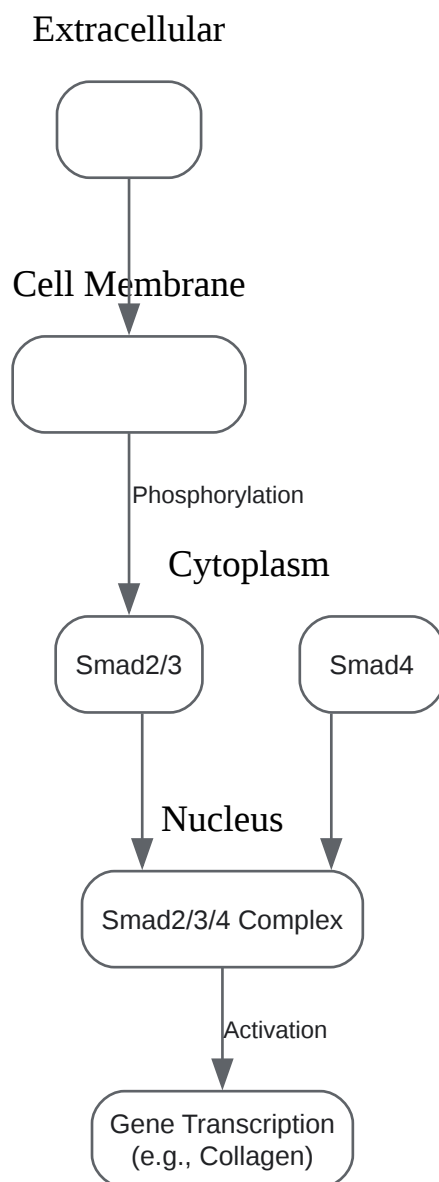 Extracellular
Cell Membrane
Phosphorylation
Cytoplasm
Smad2/3
Smad4
Nucleus
Smad2/3/4 Complex
Activation
Gene Transcription
(e.g., Collagen)